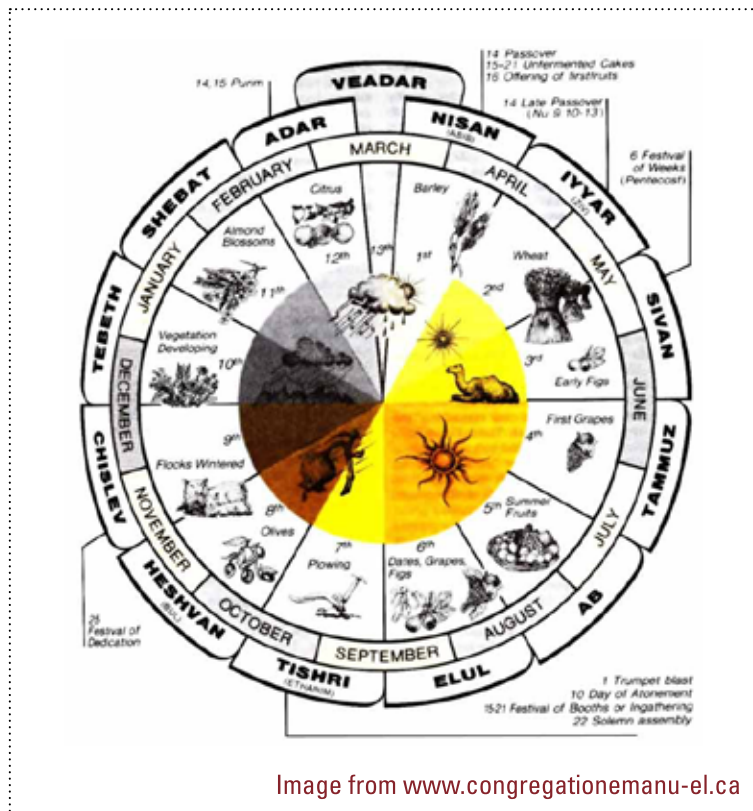 14 Passover
15-21 Unfermented Cakes
16 Offering of firstfruits
14, 15 Purim
14 Late Passover
(Nu 9 10-13)
6 Festival
of Weeks
(Pentecost)
VEADAR
ADAR
NISAN
(ABIB)
SHEBAT
IYYAR
(ZIV)
TEBETH
SIVAN
CHISLEV
TAMMUZ
HESHVAN
(BUL)
AB
TISHRI
(ETHANIM)
ELUL
MARCH
FEBRUARY
APRIL
JANUARY
MAY
DECEMBER
JUNE
NOVEMBER
JULY
OCTOBER
AUGUST
SEPTEMBER
Citrus
12th
13th
Barley
1st
Almond
Blossoms
11th
Wheat
2nd
Vegetation
Developing
10th
3rd
Early Figs
9th
Flocks Wintered
First Grapes
4th
8th
Olives
5th Summer
Fruits
7th
Plowing
6th
Dates, Grapes,
Figs
25
Festival of
Dedication
1 Trumpet blast
10 Day of Atonement
15-21 Festival of Booths or Ingathering
22 Solemn assembly
Image from www.congregationemanu-el.ca